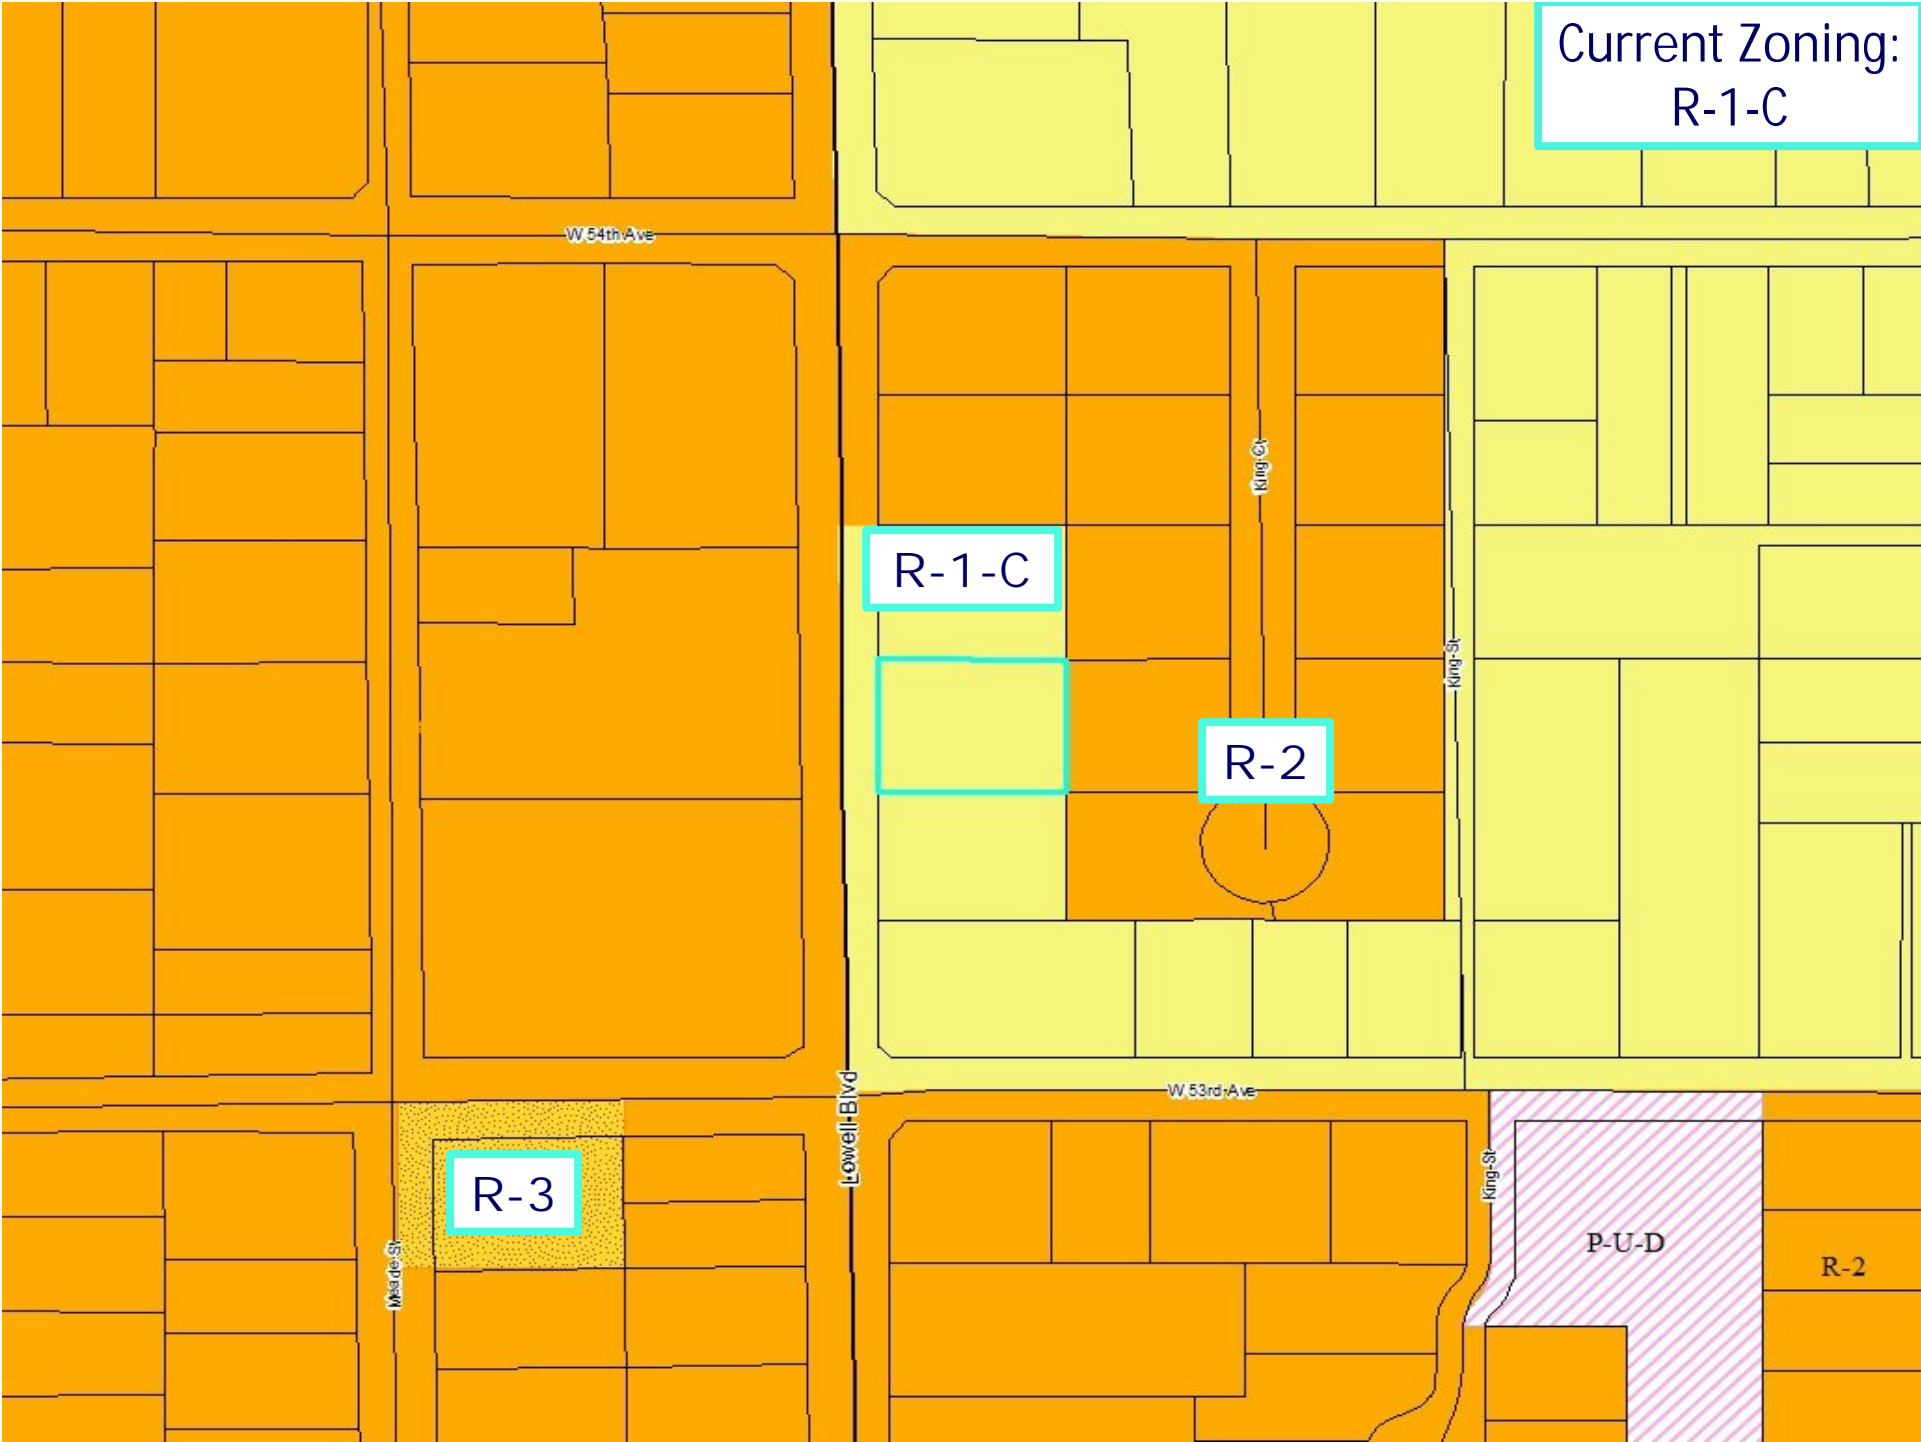 Current Zoning:
R-1-C
W 54th Ave
King Ct
R-1-C
King St
R-2
W 53rd Ave
Lowell Blvd
King St
R-3
P-U-D
R-2
Meade St